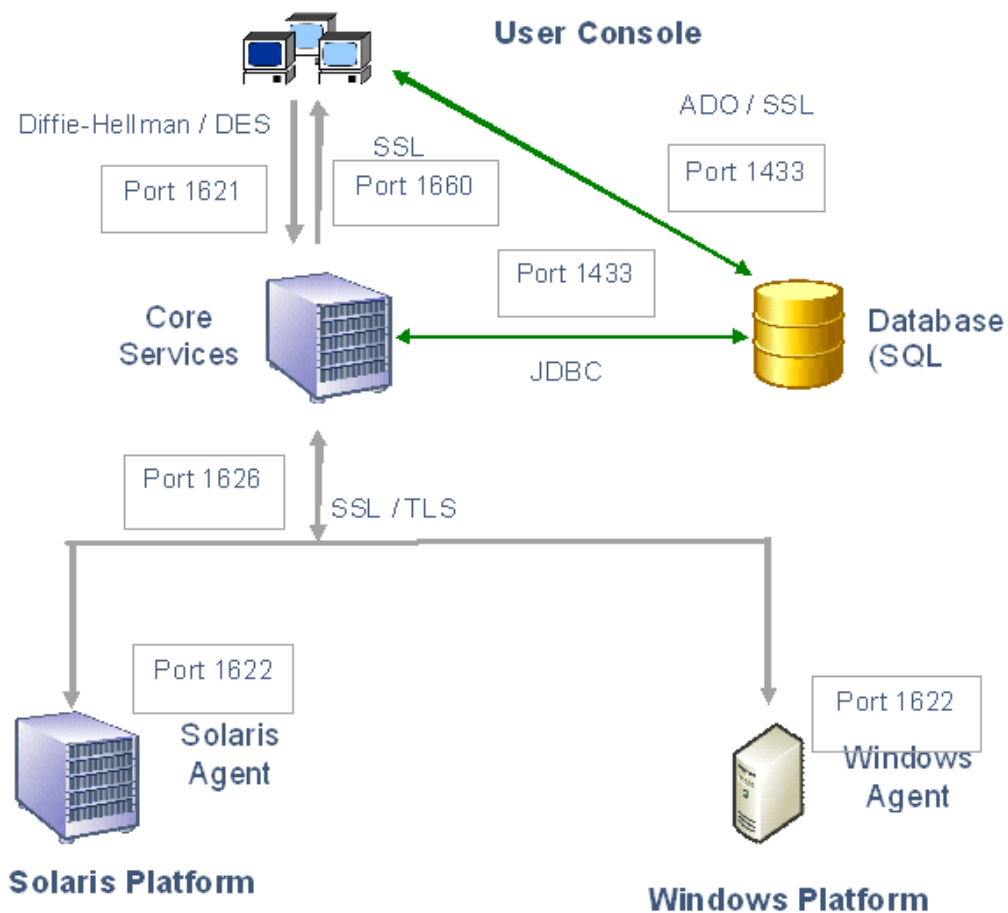 User Console
Diffie-Hellman / DES
SSL
ADO / SSL
Port 1621
Port 1660
Port 1433
Port 1433
Core
Services
JDBC
Database
(SQL
Port 1626
SSL / TLS
Port 1622
Solaris
Agent
Port 1622
Windows
Agent
Solaris Platform
Windows Platform